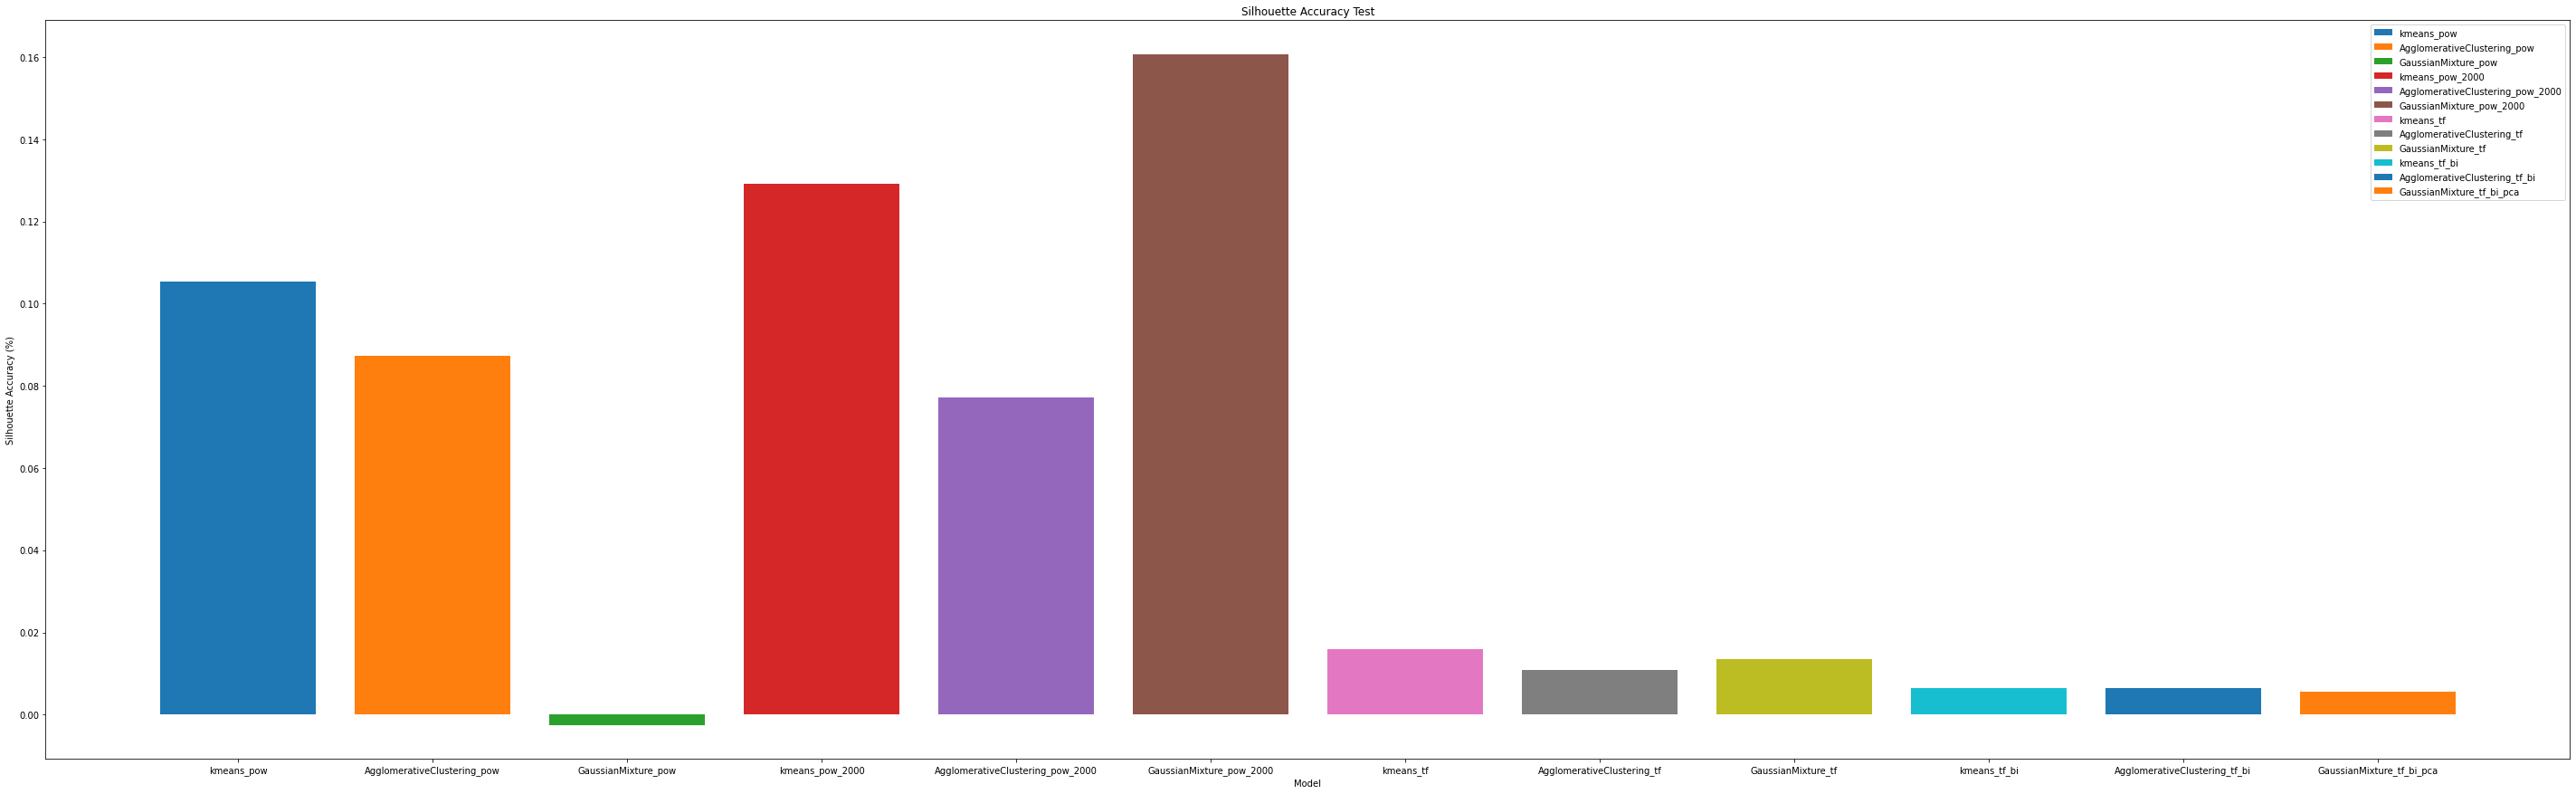 Silhouette Accuracy Test
kmeans_pow
AgglomerativeClustering_pow
GaussianMixture_pow
kmeans_pow_2000
AgglomerativeClustering_pow_2000
GaussianMixture_pow_2000
kmeans_tf
AgglomerativeClustering_tf
GaussianMixture_tf
kmeans_tf_bi
AgglomerativeClustering_tf_bi
GaussianMixture_tf_bi_pca
Silhouette Accuracy (%)
0.16
0.14
0.12
0.10
0.08
0.06
0.04
0.02
0.00
kmeans_pow AgglomerativeClustering_pow GaussianMixture_pow kmeans_pow_2000 AgglomerativeClustering_pow_2000 GaussianMixture_pow_2000 kmeans_tf AgglomerativeClustering_tf GaussianMixture_tf kmeans_tf_bi AgglomerativeClustering_tf_bi GaussianMixture_tf_bi_pca
Model